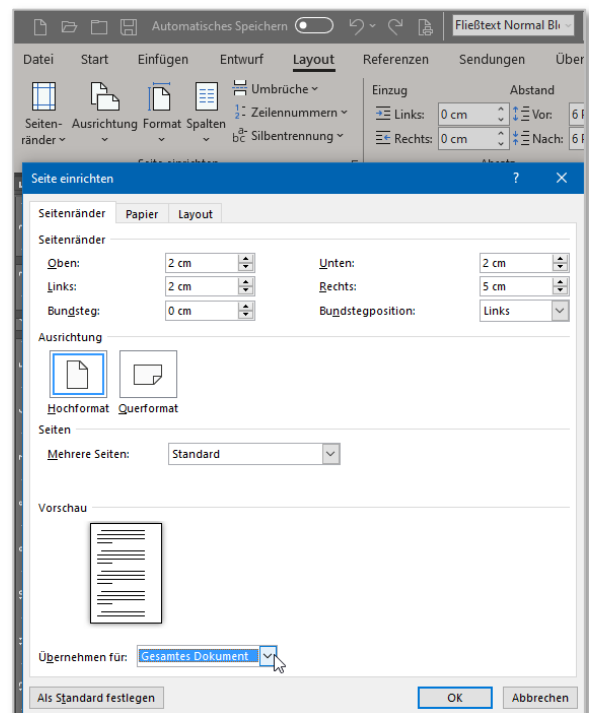 Automatisches Speichern Fließtext Normal Blo
Datei Start Einfügen Entwurf Layout Referenzen Sendungen Über
Seiten- Ausrichtung Format Spalten Umbrüche Einzug Abstand
ränder Zeilennummern Links: 0 cm Vor: 6
Silbentrennung Rechts: 0 cm Nach: 6
Seite einrichten ? ×
Seitenränder Papier Layout
Seitenränder
Oben: 2 cm Unten: 2 cm
Links: 2 cm Rechts: 5 cm
Bundsteg: 0 cm Bundstegposition: Links
Ausrichtung
Hochformat Querformat
Seiten
Mehrere Seiten: Standard
Vorschau
Übernehmen für: Gesamtes Dokument
Als Standard festlegen OK Abbrechen